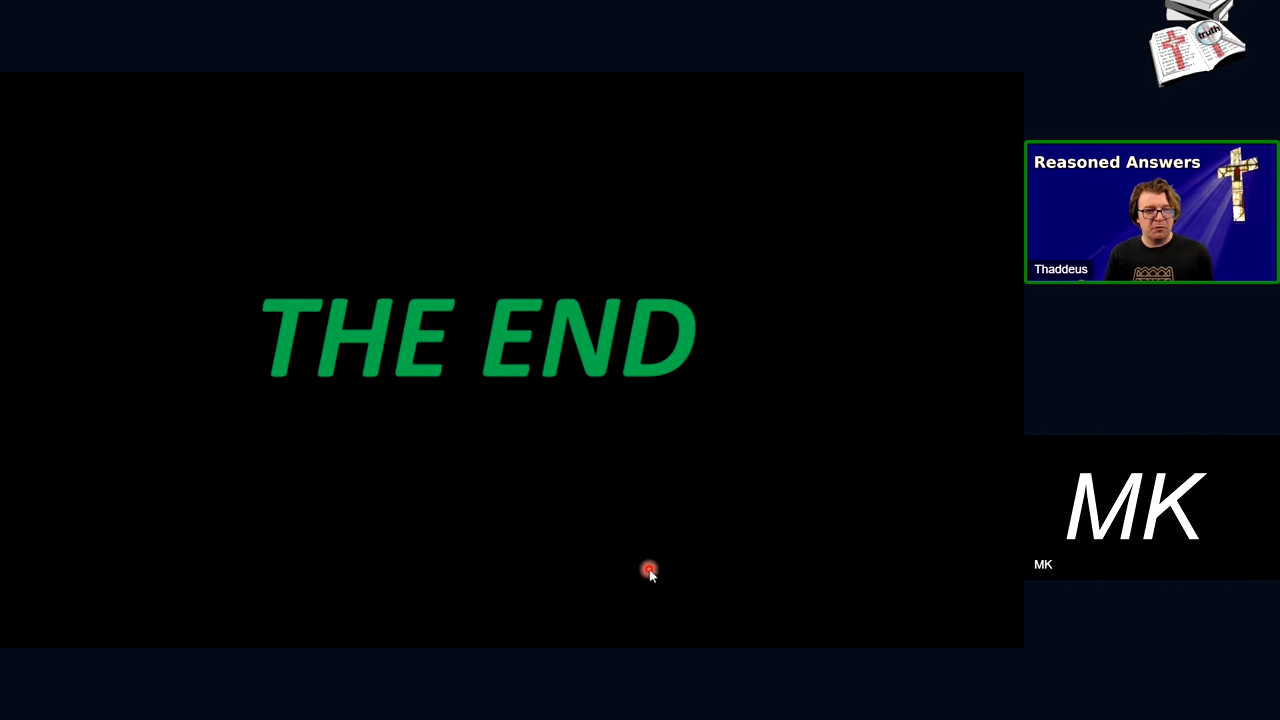 truth
Reasoned Answers
Thaddeus
THE END
MK
MK